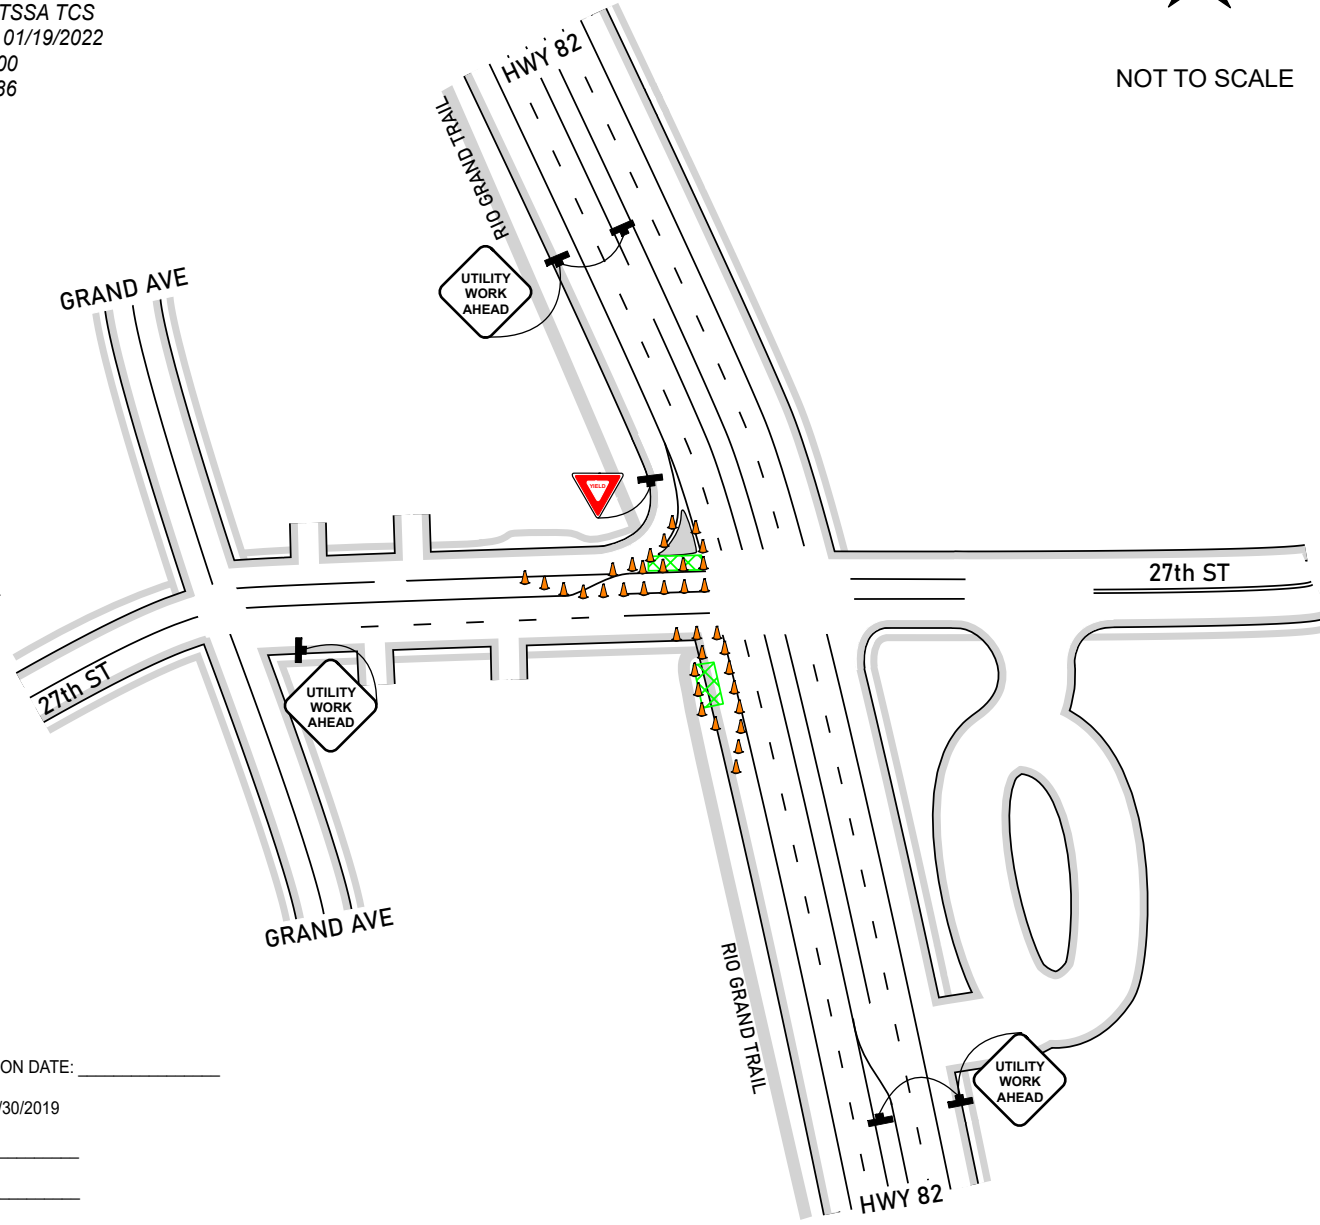 TSSA TCS
01/19/2022
00
36
NOT TO SCALE
HWY 82
RIO GRAND TRAIL
GRAND AVE
UTILITY
WORK
AHEAD
YIELD
27th ST
27th ST
UTILITY
WORK
AHEAD
GRAND AVE
RIO GRAND TRAIL
UTILITY
WORK
AHEAD
HWY 82
ON DATE: ________________
/30/2019